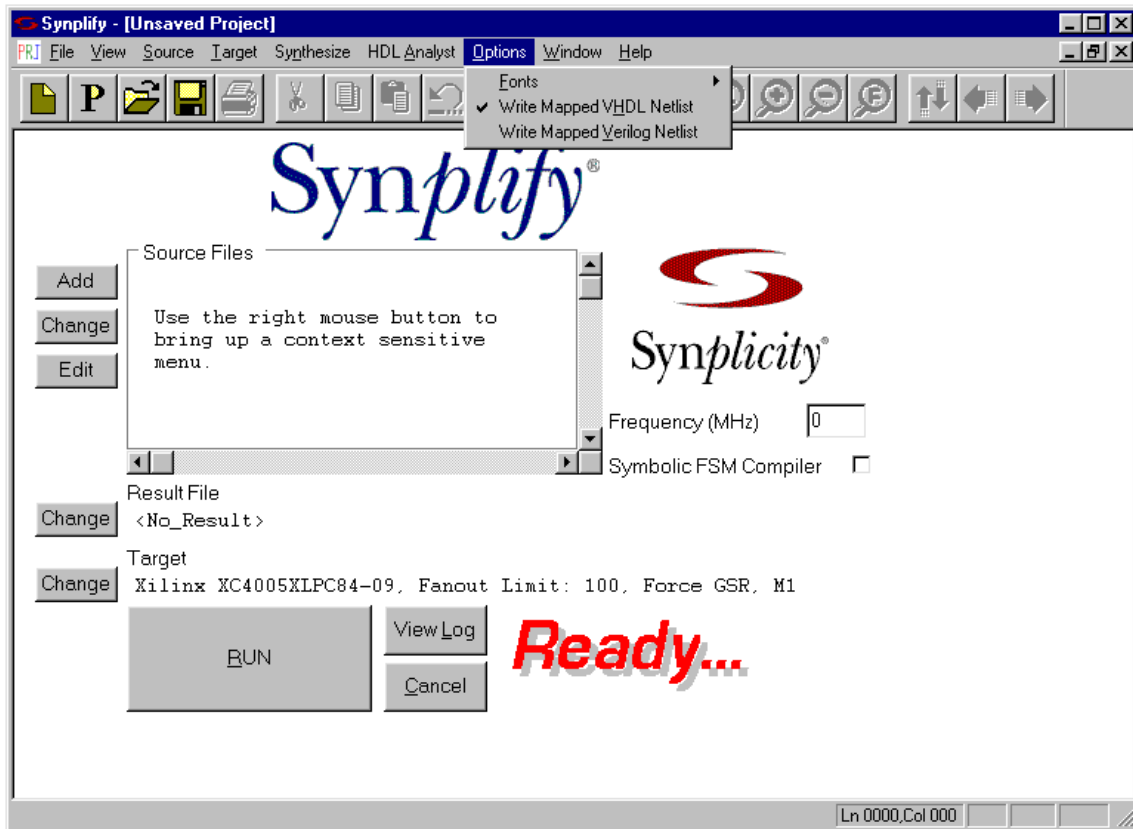 Synplify - [Unsaved Project]
PRJ File View Source Target Synthesize HDL Analyst Options Window Help
P
F
Fonts
Write Mapped VHDL Netlist
Write Mapped Verilog Netlist
Synplify®
Source Files
Add
Change
Edit
Use the right mouse button to
bring up a context sensitive
menu.
Synplicity®
Frequency (MHz) 0
Symbolic FSM Compiler
Result File
Change <No_Result>
Target
Change Xilinx XC4005XLPC84-09, Fanout Limit: 100, Force GSR, M1
RUN
View Log
Cancel
Ready...
Ln 0000,Col 000